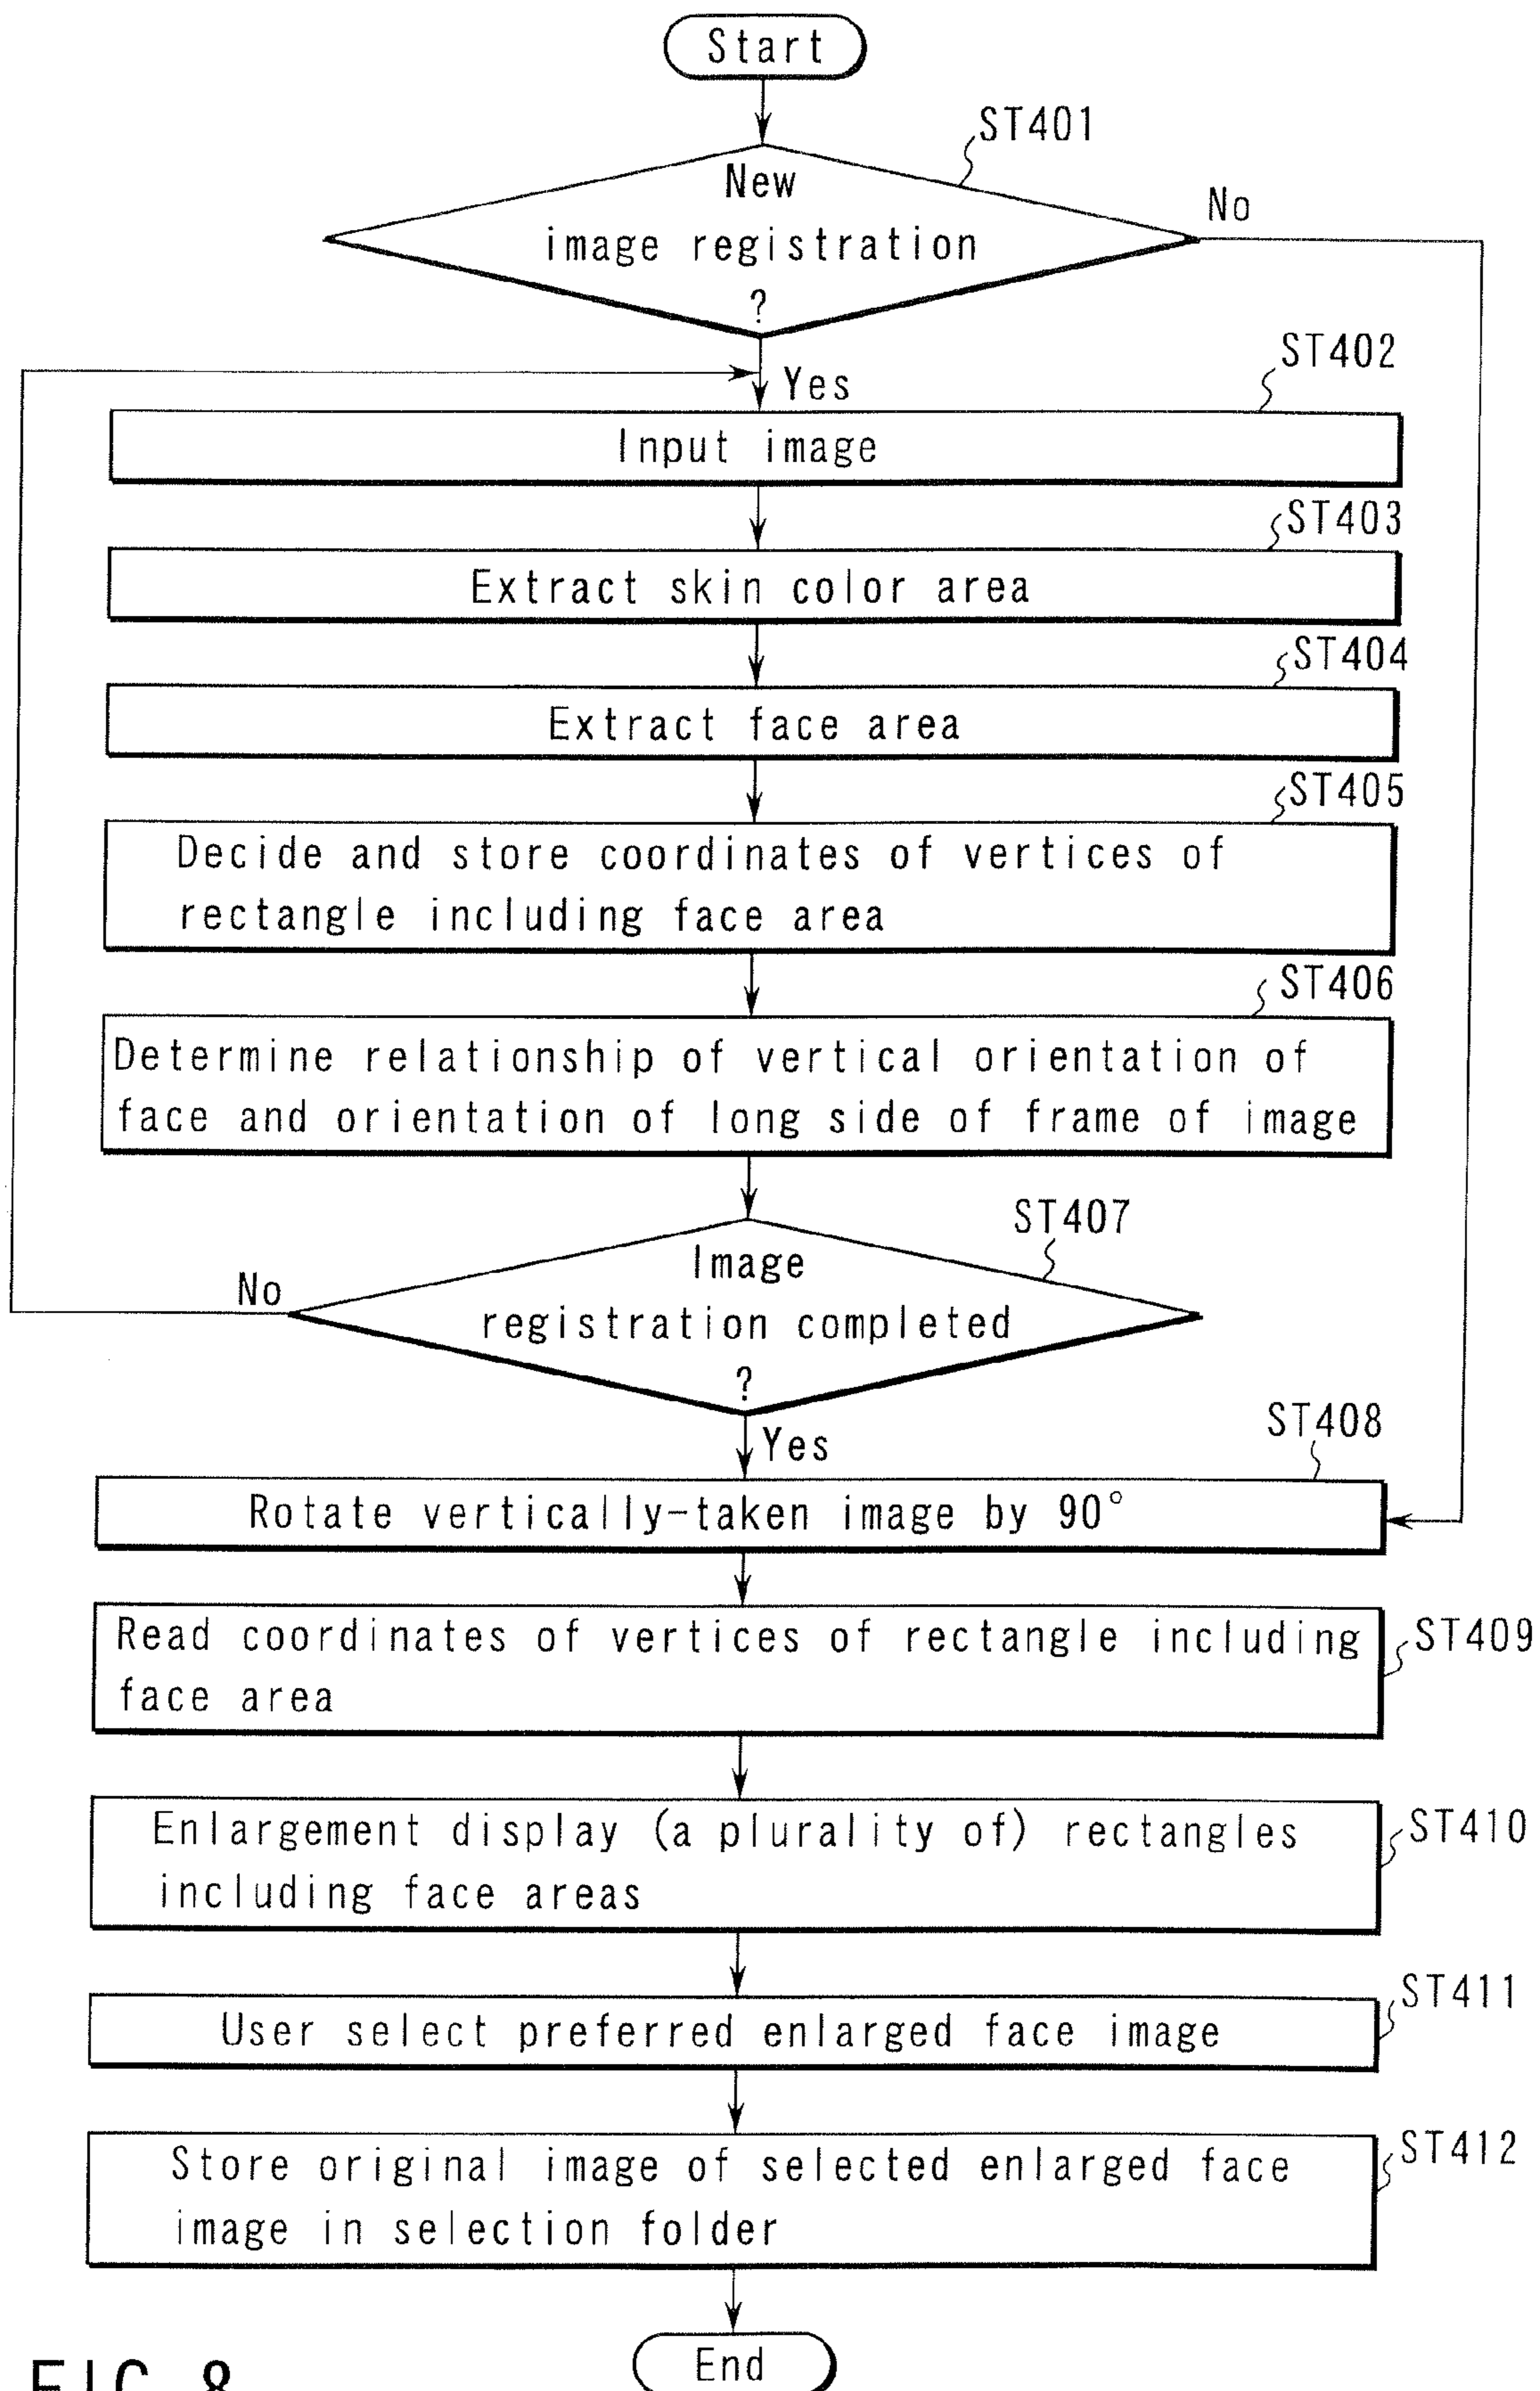 Start
ST401
New
image registration
?
No
Yes
ST402
Input image
ST403
Extract skin color area
ST404
Extract face area
ST405
Decide and store coordinates of vertices of
rectangle including face area
ST406
Determine relationship of vertical orientation of
face and orientation of long side of frame of image
ST407
Image
registration completed
?
No
Yes
ST408
Rotate vertically-taken image by 90°
Read coordinates of vertices of rectangle including
face area
ST409
Enlargement display (a plurality of) rectangles
including face areas
ST410
ST411
User select preferred enlarged face image
ST412
Store original image of selected enlarged face
image in selection folder
End
FIG. 8